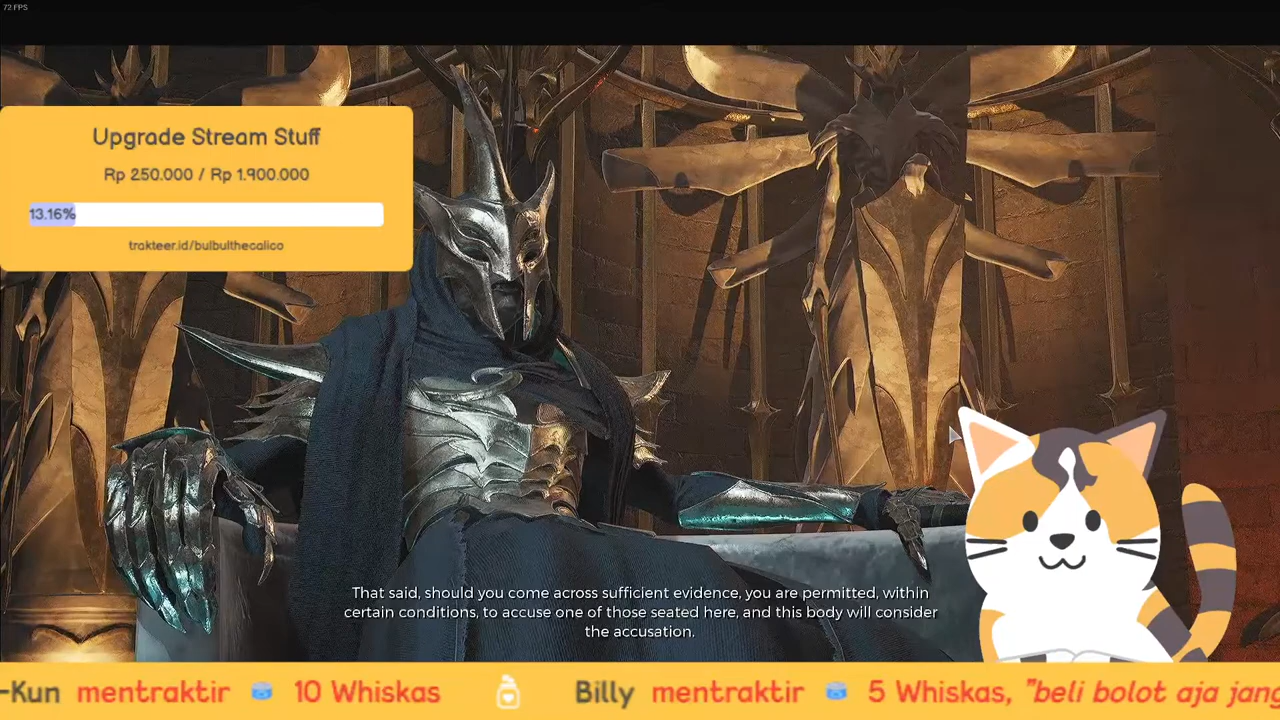 72 FPS
Upgrade Stream Stuff
Rp 250.000 / Rp 1.900.000
13.16%
trakteer.id/bulbulthecalico
That said, should you come across sufficient evidence, you are permitted, within
certain conditions, to accuse one of those seated here, and this body will consider
the accusation.
-Kun mentraktir 10 Whiskas Billy mentraktir 5 Whiskas, "beli bolot aja jang